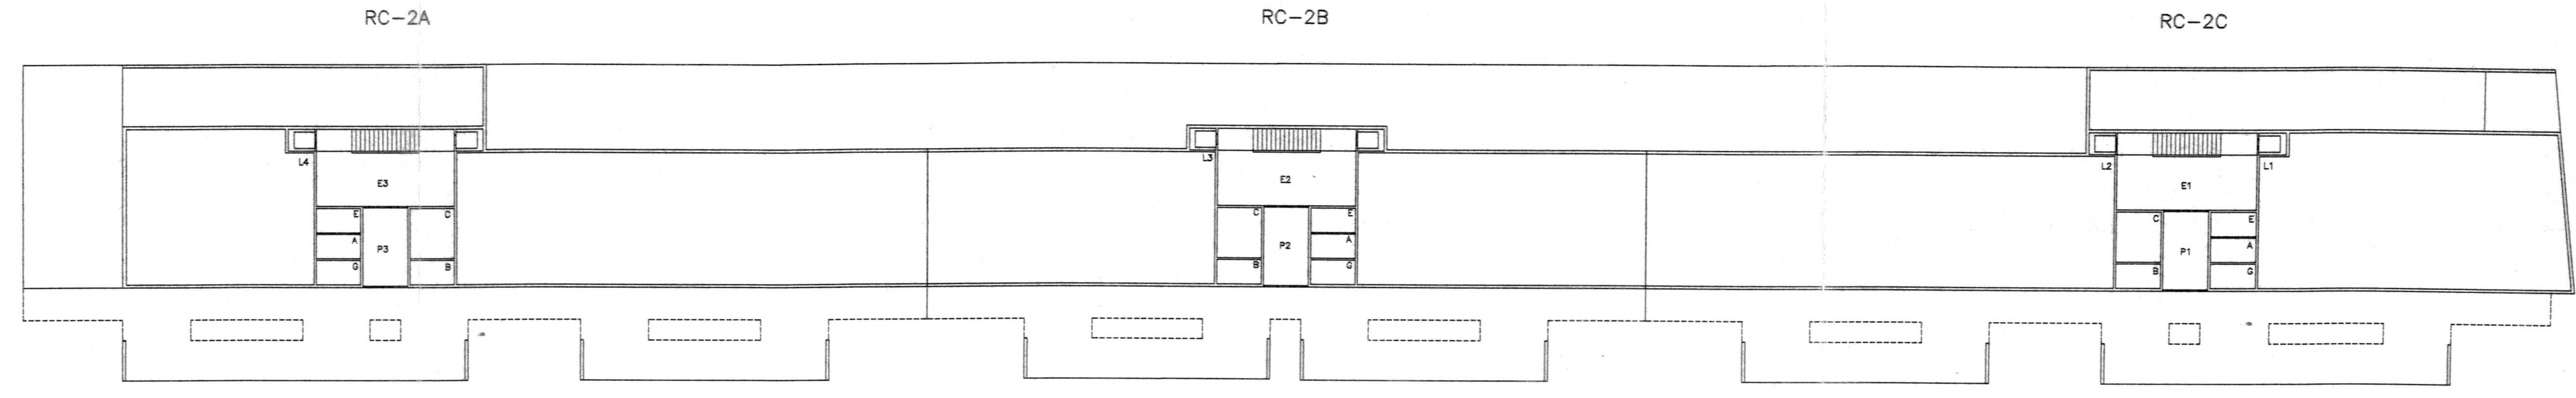 RC-2A RC-2B RC-2C
L4 L3 L2 L1
E3 E2 E1
E C C E C E
A A A
P3 P2 P1
G B B G B G